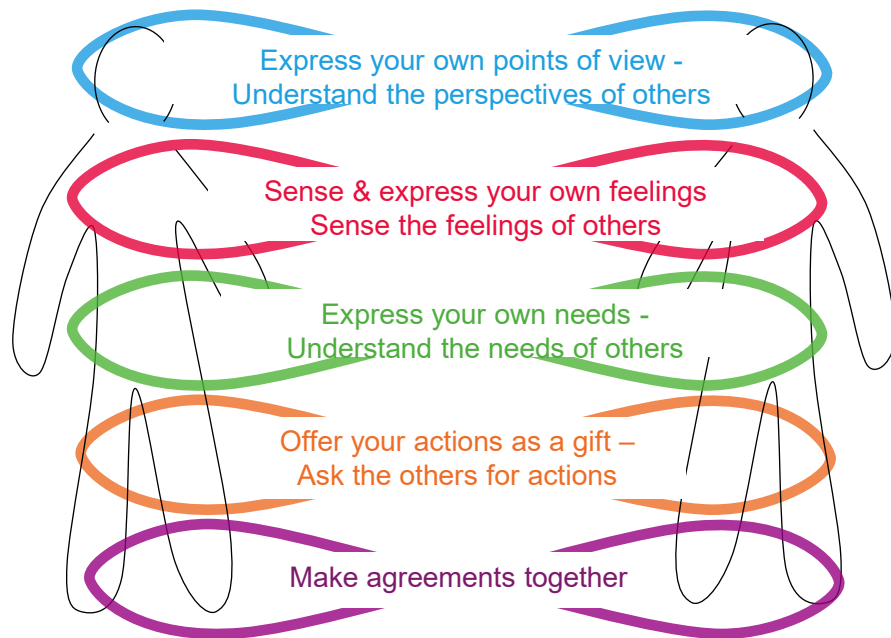 Express your own points of view -
Understand the perspectives of others
Sense & express your own feelings
Sense the feelings of others
Express your own needs -
Understand the needs of others
Offer your actions as a gift –
Ask the others for actions
Make agreements together